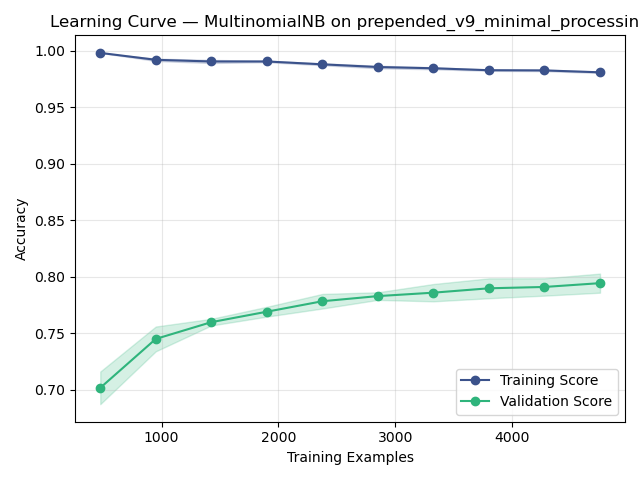 Learning Curve — MultinomialNB on prepended_v9_minimal_processin
1.00
0.95
0.90
0.85
0.80
0.75
0.70
Accuracy
Training Score
Validation Score
1000 2000 3000 4000
Training Examples